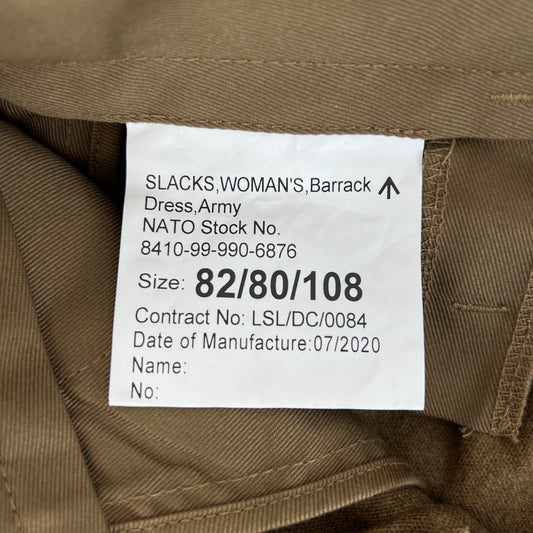 SLACKS,WOMAN'S,Barrack
Dress,Army
NATO Stock No.
8410-99-990-6876
Size: 82/80/108
Contract No: LSL/DC/0084
Date of Manufacture:07/2020
Name:
No: